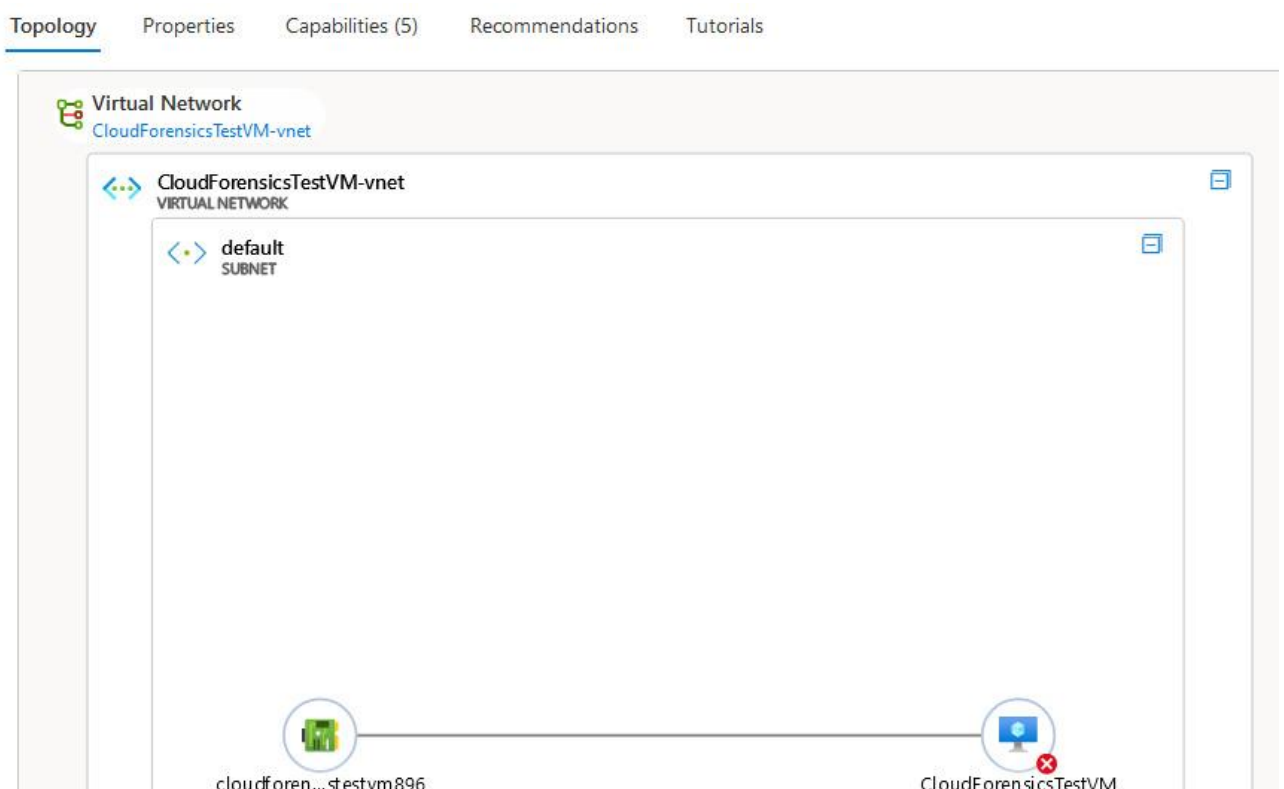 Topology Properties Capabilities (5) Recommendations Tutorials
Virtual Network
CloudForensicsTestVM-vnet
CloudForensicsTestVM-vnet
VIRTUAL NETWORK
default
SUBNET
cloudforen...stestvm896 CloudForensicsTestVM